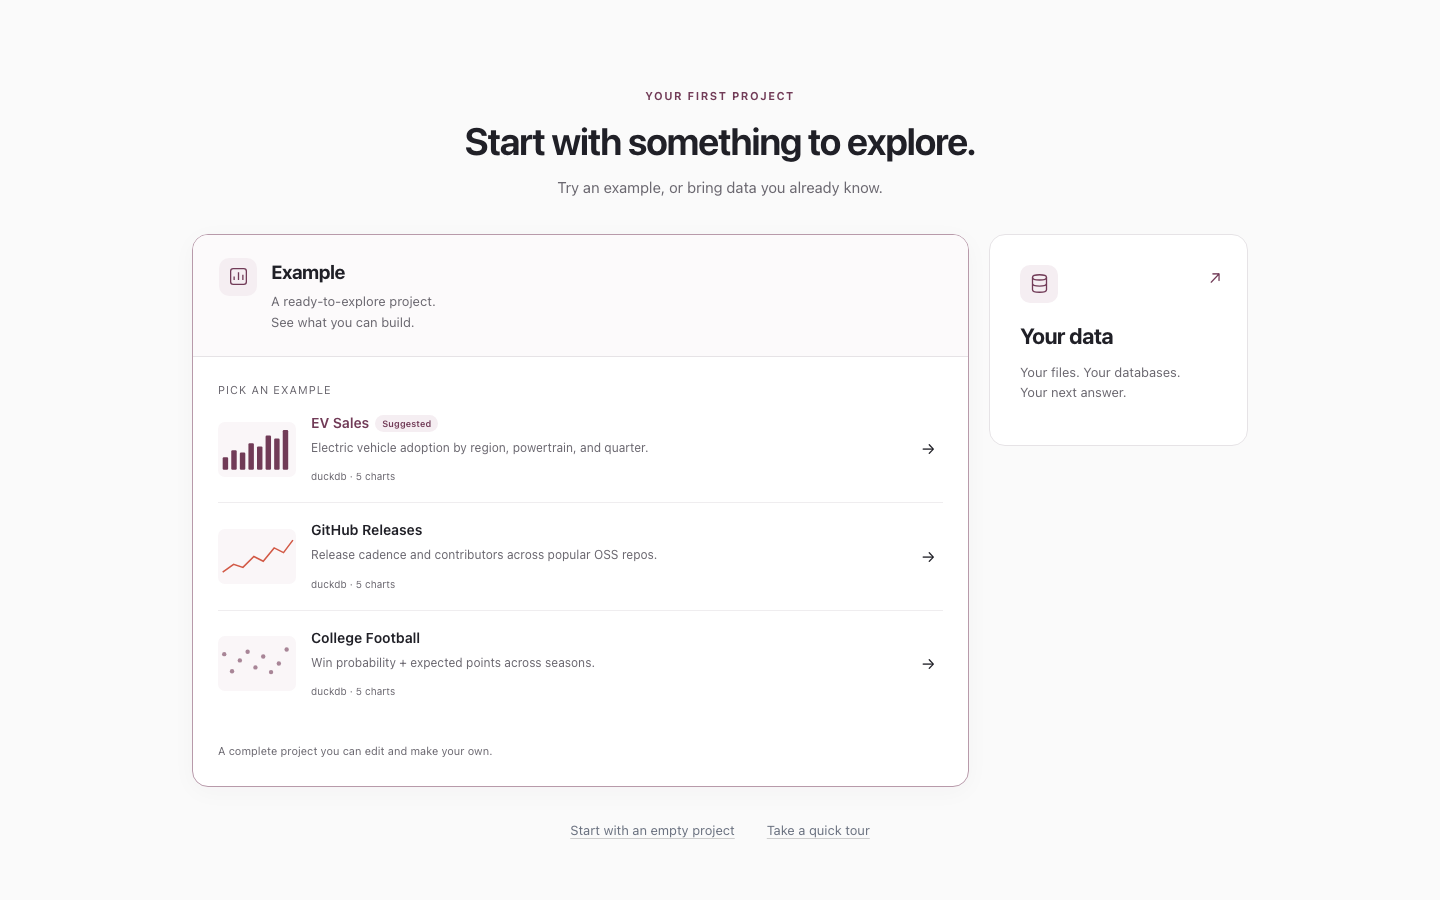 YOUR FIRST PROJECT
Start with something to explore.
Try an example, or bring data you already know.
Example
A ready-to-explore project.
See what you can build.
PICK AN EXAMPLE
EV Sales Suggested
Electric vehicle adoption by region, powertrain, and quarter.
duckdb · 5 charts
GitHub Releases
Release cadence and contributors across popular OSS repos.
duckdb · 5 charts
College Football
Win probability + expected points across seasons.
duckdb · 5 charts
A complete project you can edit and make your own.
Your data
Your files. Your databases.
Your next answer.
Start with an empty project
Take a quick tour